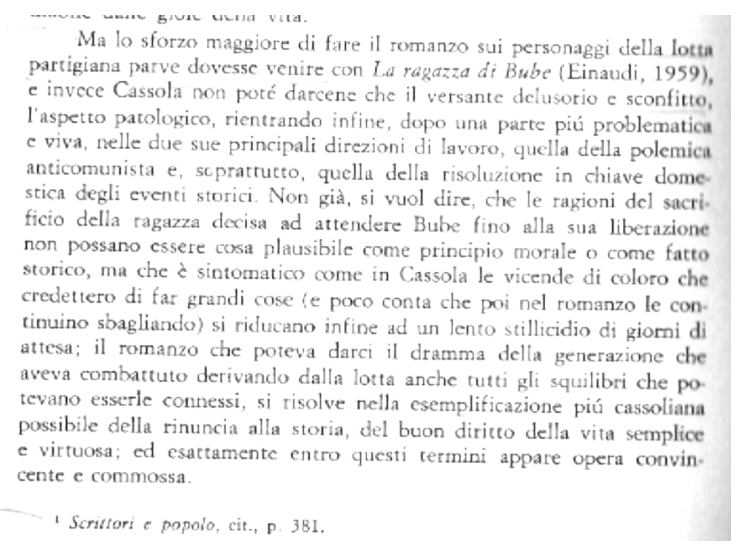 gioie della vita.
Ma lo sforzo maggiore di fare il romanzo sui personaggi della lotta
partigiana parve dovesse venire con La ragazza di Bube (Einaudi, 1959),
e invece Cassola non poté darcene che il versante delusorio e sconfitto,
l'aspetto patologico, rientrando infine, dopo una parte piú problematica
e viva, nelle due sue principali direzioni di lavoro, quella della polemica
anticomunista e, soprattutto, quella della risoluzione in chiave dome-
stica degli eventi storici. Non già, si vuol dire, che le ragioni del sacri-
ficio della ragazza decisa ad attendere Bube fino alla sua liberazione
non possano essere cosa plausibile come principio morale o come fatto
storico, ma che è sintomatico come in Cassola le vicende di coloro che
credettero di far grandi cose (e poco conta che poi nel romanzo le con-
tinuino sbagliando) si riducano infine ad un lento stillicidio di giorni di
attesa; il romanzo che poteva darci il dramma della generazione che
aveva combattuto derivando dalla lotta anche tutti gli squilibri che po-
tevano esserle connessi, si risolve nella esemplificazione piú cassoliana
possibile della rinuncia alla storia, del buon diritto della vita semplice
e virtuosa; ed esattamente entro questi termini appare opera convin-
cente e commossa.
¹ Scrittori e popolo, cit., p. 381.